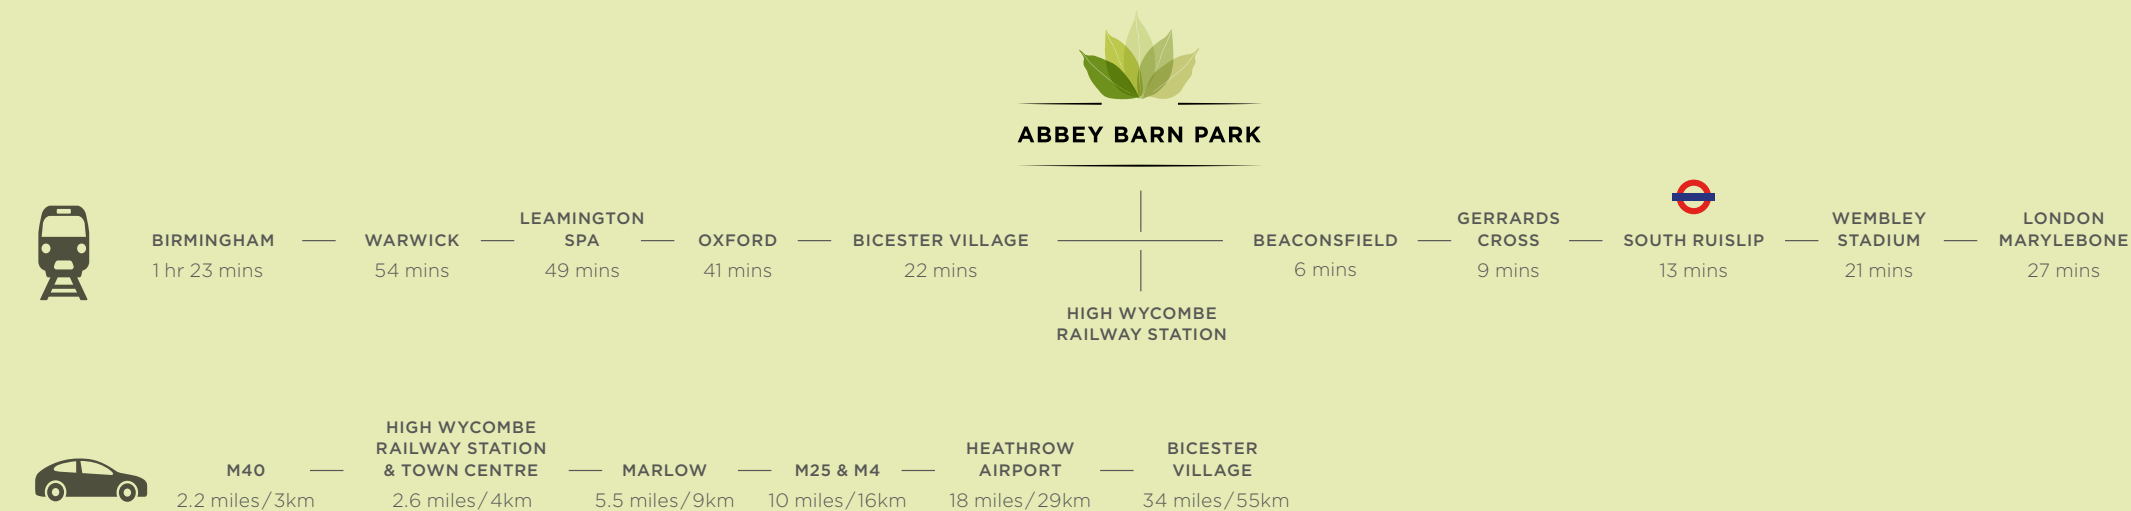 ABBEY BARN PARK
BIRMINGHAM
1 hr 23 mins
WARWICK
54 mins
LEAMINGTON
SPA
49 mins
OXFORD
41 mins
BICESTER VILLAGE
22 mins
HIGH WYCOMBE
RAILWAY STATION
BEACONSFIELD
6 mins
GERRARDS
CROSS
9 mins
SOUTH RUISLIP
13 mins
WEMBLEY
STADIUM
21 mins
LONDON
MARYLEBONE
27 mins
M40
2.2 miles/3km
HIGH WYCOMBE
RAILWAY STATION
& TOWN CENTRE
2.6 miles/4km
MARLOW
5.5 miles/9km
M25 & M4
10 miles/16km
HEATHROW
AIRPORT
18 miles/29km
BICESTER
VILLAGE
34 miles/55km